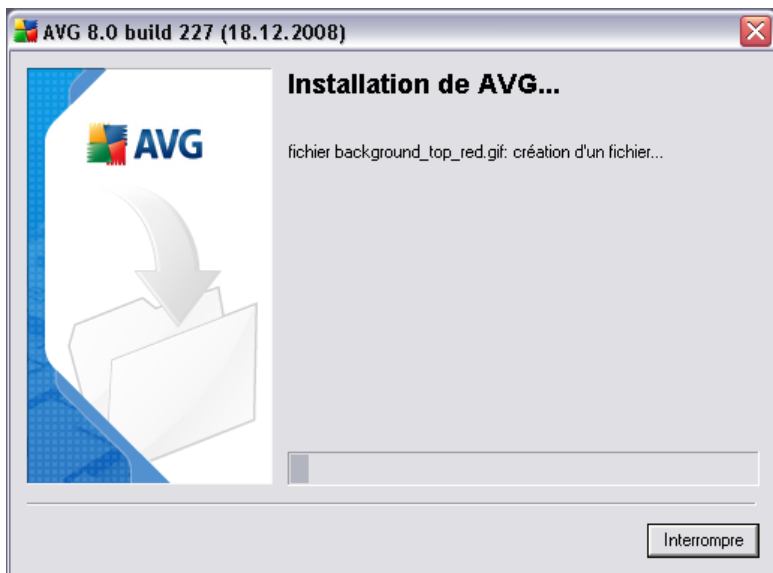 AVG 8.0 build 227 (18.12.2008)
AVG
Installation de AVG...
fichier background_top_red.gif: création d'un fichier...
Interrompre